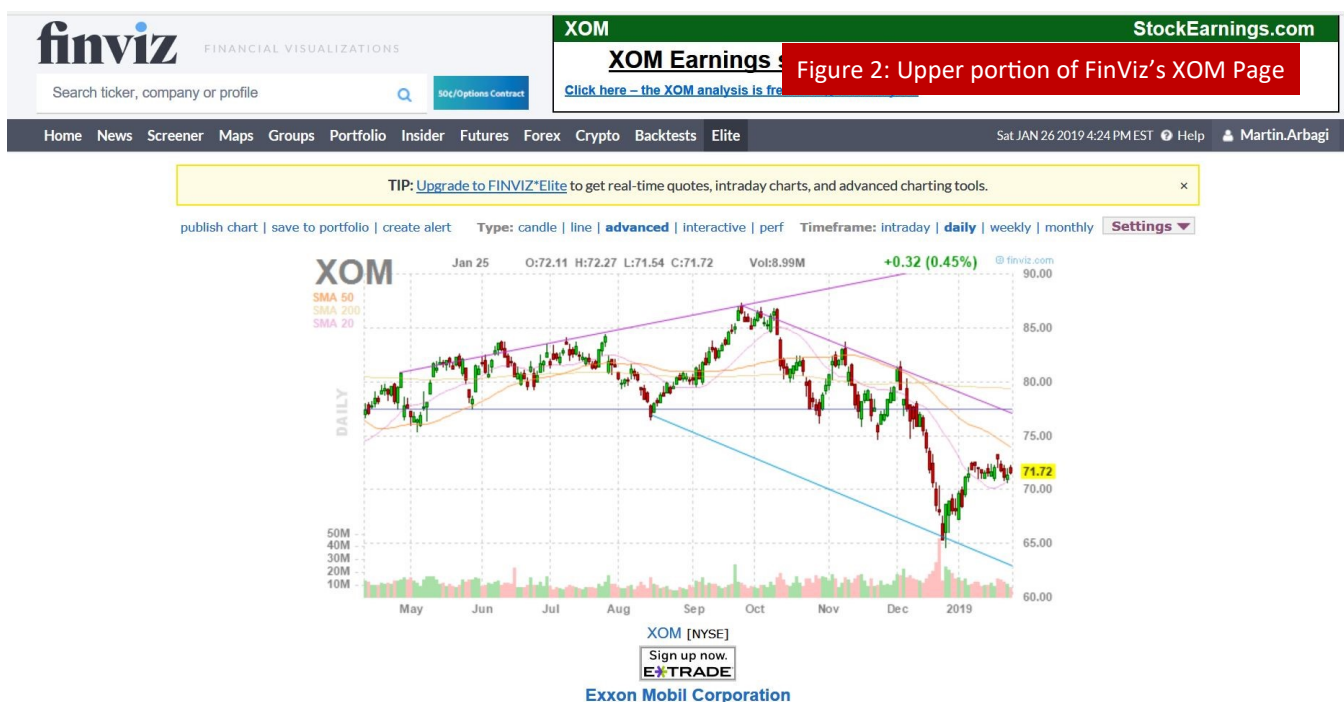 finviz FINANCIAL VISUALIZATIONS
XOM StockEarnings.com
XOM Earnings
Figure 2: Upper portion of FinViz's XOM Page
Search ticker, company or profile
50¢/Options Contract
Click here – the XOM analysis is
Home News Screener Maps Groups Portfolio Insider Futures Forex Crypto Backtests Elite Sat JAN 26 2019 4:24 PM EST Help Martin.Arbagi
TIP: Upgrade to FINVIZ*Elite to get real-time quotes, intraday charts, and advanced charting tools. ×
publish chart | save to portfolio | create alert Type: candle | line | advanced | interactive | perf Timeframe: intraday | daily | weekly | monthly Settings
XOM Jan 25 O:72.11 H:72.27 L:71.54 C:71.72 Vol:8.99M +0.32 (0.45%) © finviz.com
90.00
SMA 50
SMA 200
SMA 20
85.00
80.00
DAILY
75.00
71.72
70.00
50M
40M
65.00
30M
20M
10M
60.00
May Jun Jul Aug Sep Oct Nov Dec 2019
XOM [NYSE]
Sign up now.
E*TRADE
Exxon Mobil Corporation